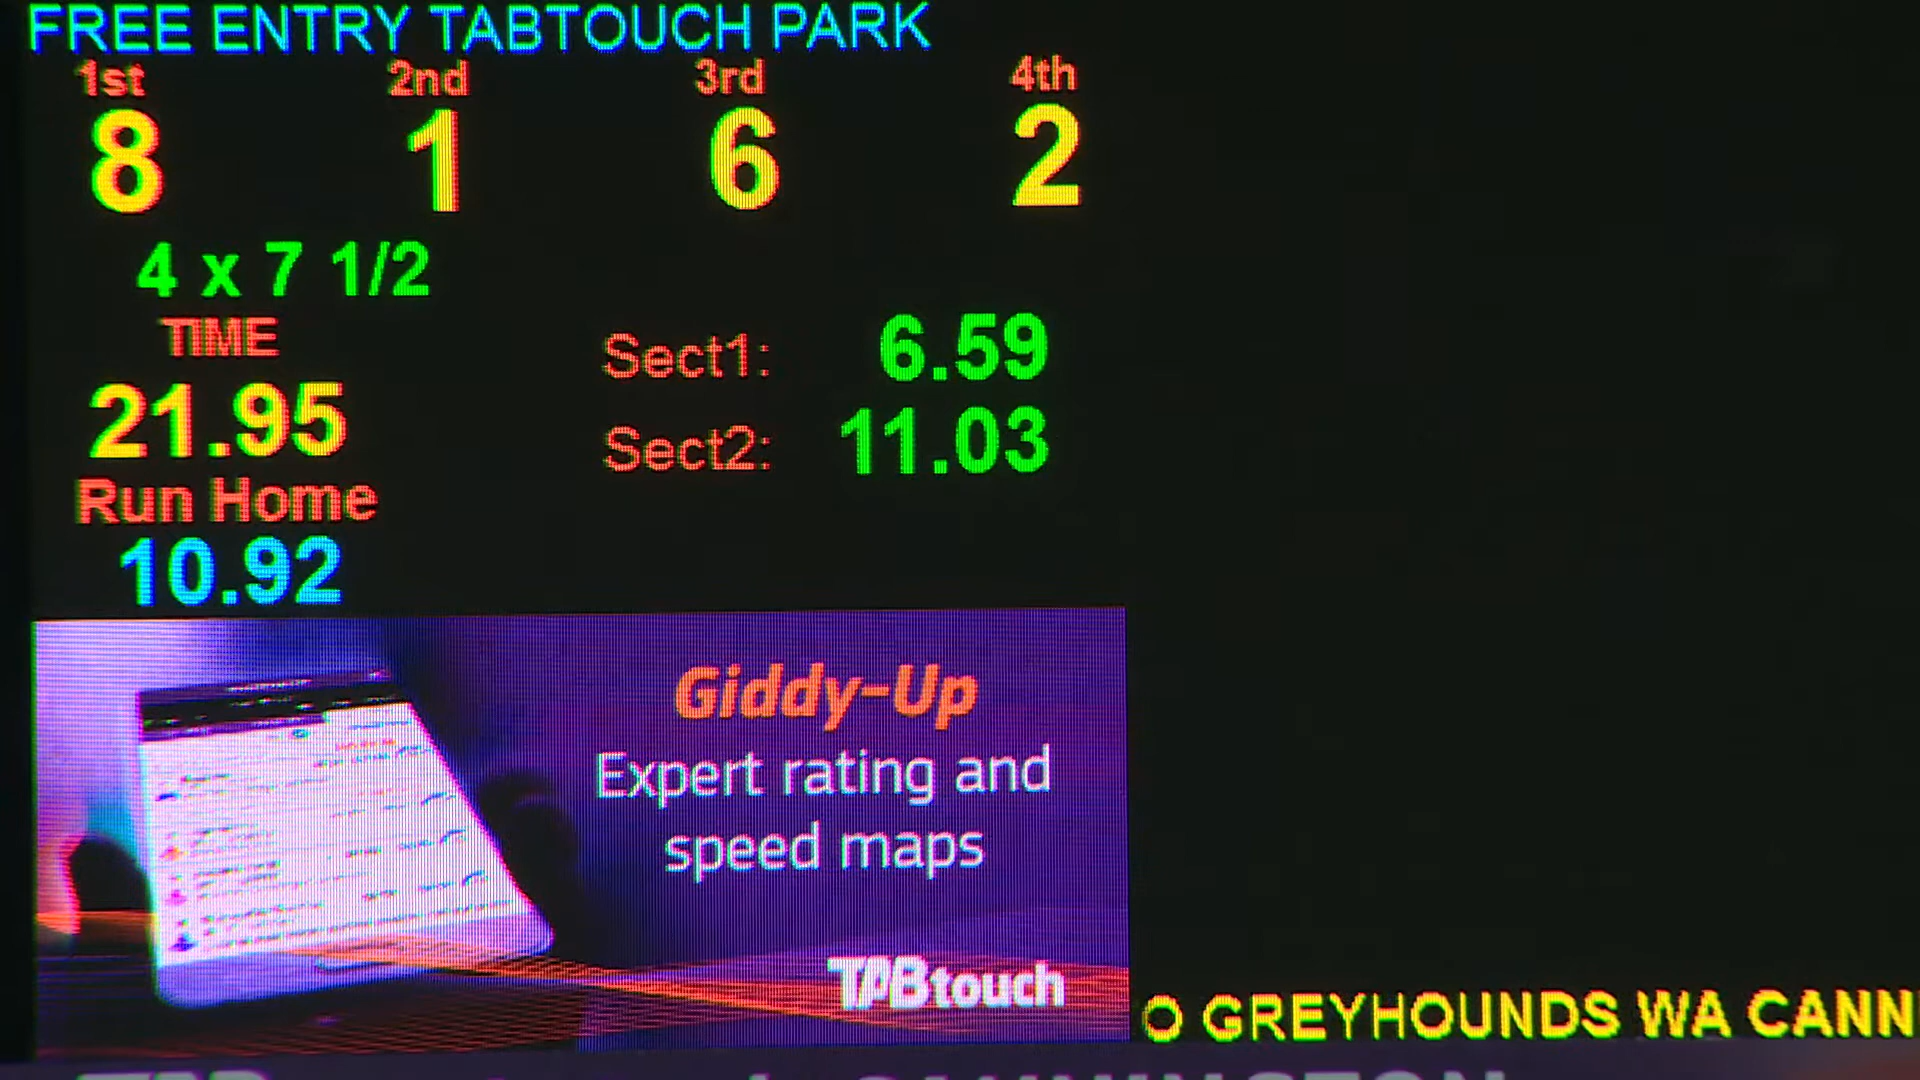 FREE ENTRY TABTOUCH PARK
1st 2nd 3rd 4th
8 1 6 2
4 x 7 1/2
TIME
21.95
Sect1: 6.59
Sect2: 11.03
Run Home
10.92
Giddy-Up
Expert rating and
speed maps
TABtouch
O GREYHOUNDS WA CANN